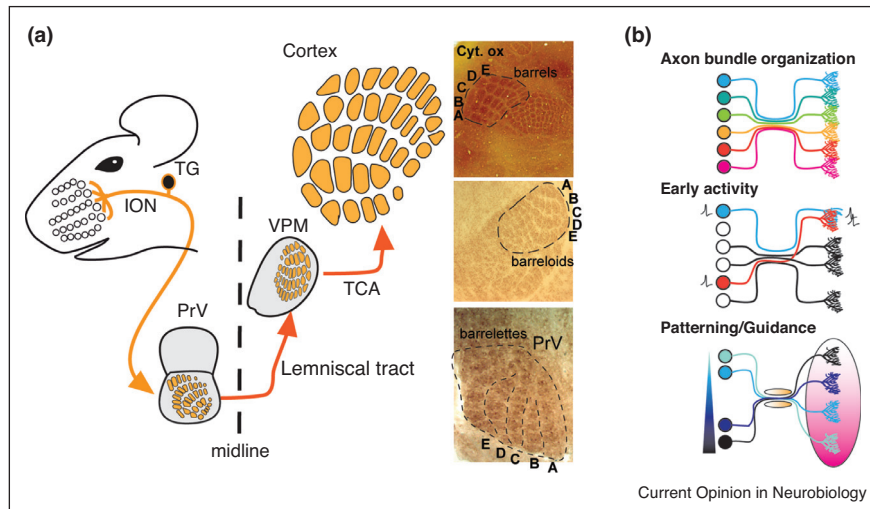 (a)
Cortex
TG
ION
VPM
TCA
PrV
Lemniscal tract
midline
Cyt. ox
E
D
C
B
A
barrels
A
B
C
D
E
barreloids
barrelettes
PrV
E
D
C
B
A
(b)
Axon bundle organization
Early activity
Patterning/Guidance
Current Opinion in Neurobiology